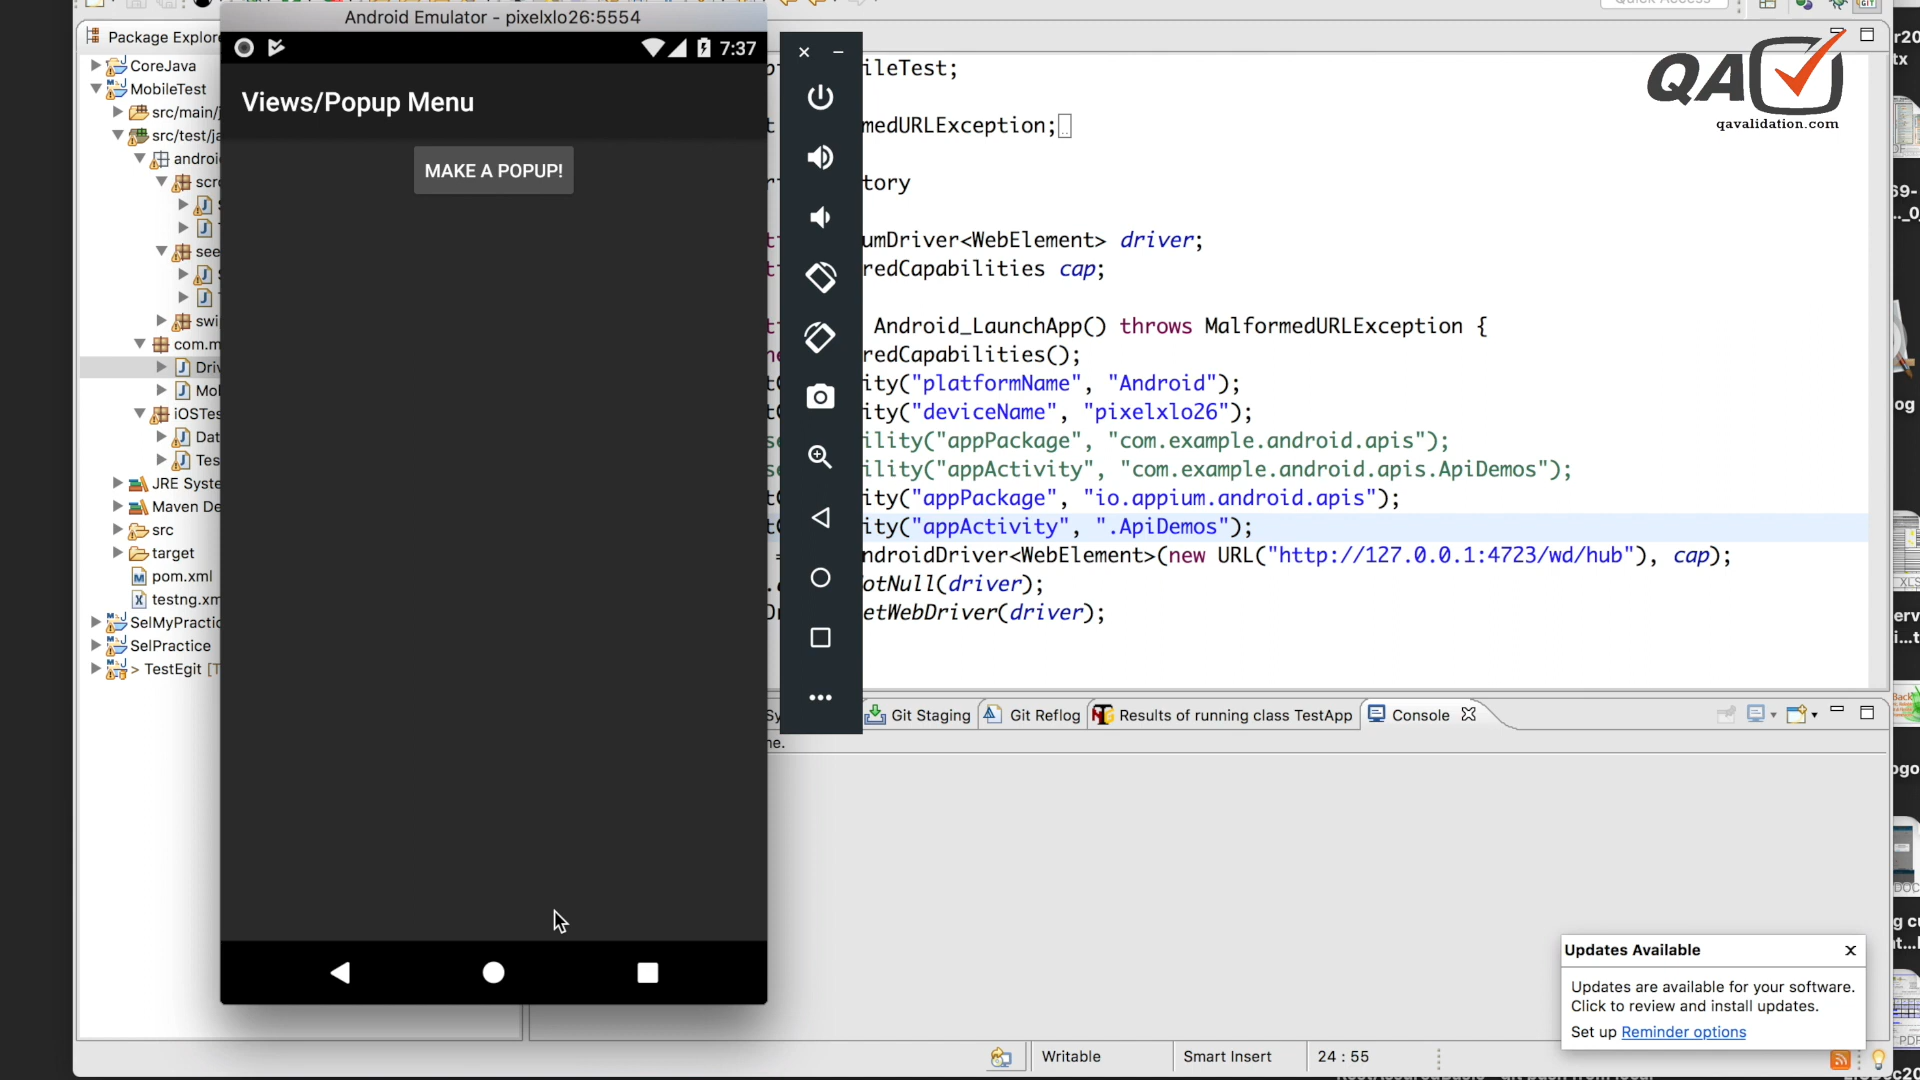 Android Emulator - pixelxlo26:5554
Package Explore
CoreJava
MobileTest
src/main/j
src/test/ja
androi
scr
see
swi
com.m
Driv
Mo
iOSTes
Dat
Tes
JRE Syste
Maven De
src
target
pom.xml
testng.xm
SelMyPractic
SelPractice
> TestEgit [T
7:37
Views/Popup Menu
MAKE A POPUP!
ileTest;
medURLException;
tory
umDriver<WebElement> driver;
redCapabilities cap;
Android_LaunchApp() throws MalformedURLException {
redCapabilities();
ity("platformName", "Android");
ity("deviceName", "pixelxlo26");
ility("appPackage", "com.example.android.apis");
ility("appActivity", "com.example.android.apis.ApiDemos");
ity("appPackage", "io.appium.android.apis");
ity("appActivity", ".ApiDemos");
ndroidDriver<WebElement>(new URL("http://127.0.0.1:4723/wd/hub"), cap);
otNull(driver);
etWebDriver(driver);
QA
qavalidation.com
Git Staging
Git Reflog
Results of running class TestApp
Console
Updates Available
Updates are available for your software.
Click to review and install updates.
Set up Reminder options
Writable
Smart Insert
24 : 55